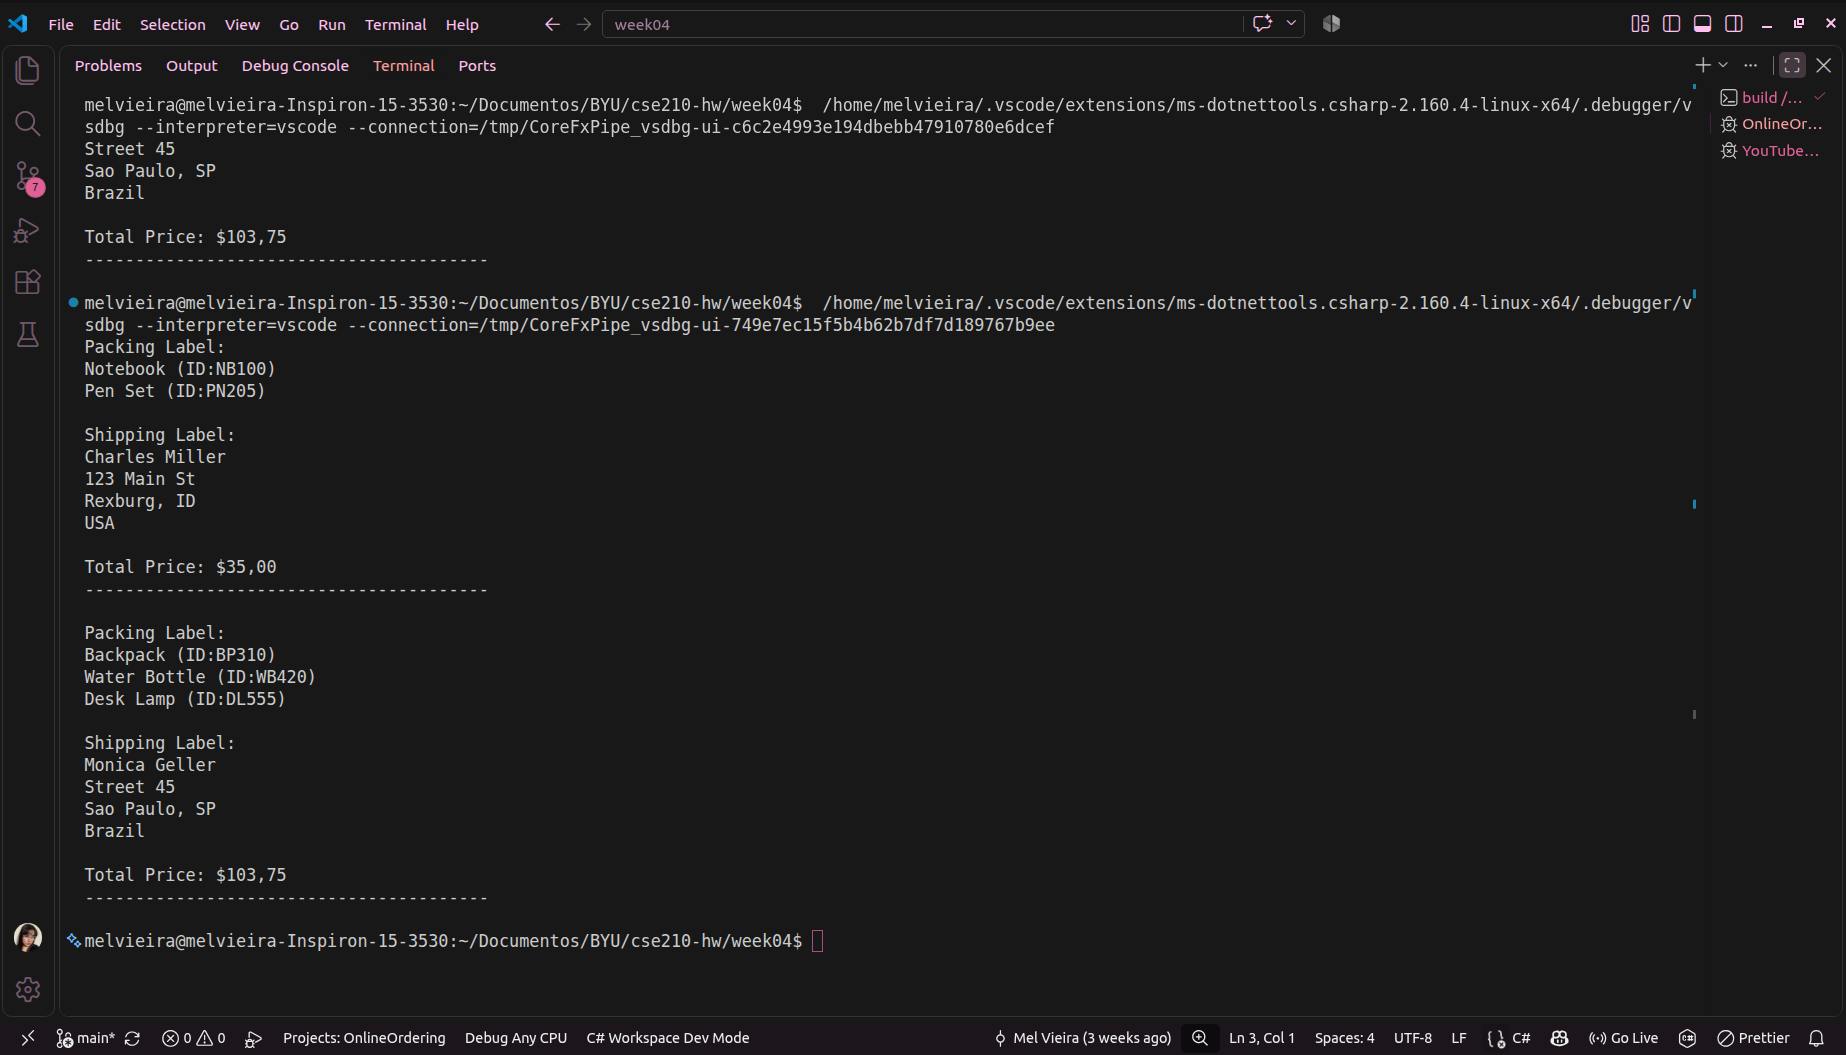 File Edit Selection View Go Run Terminal Help
week04
Problems Output Debug Console Terminal Ports
melvieira@melvieira-Inspiron-15-3530:~/Documentos/BYU/cse210-hw/week04$  /home/melvieira/.vscode/extensions/ms-dotnettools.csharp-2.160.4-linux-x64/.debugger/v
sdbg --interpreter=vscode --connection=/tmp/CoreFxPipe_vsdbg-ui-c6c2e4993e194dbebb47910780e6dcef
Street 45
Sao Paulo, SP
Brazil
Total Price: $103,75
----------------------------------------
melvieira@melvieira-Inspiron-15-3530:~/Documentos/BYU/cse210-hw/week04$  /home/melvieira/.vscode/extensions/ms-dotnettools.csharp-2.160.4-linux-x64/.debugger/v
sdbg --interpreter=vscode --connection=/tmp/CoreFxPipe_vsdbg-ui-749e7ec15f5b4b62b7df7d189767b9ee
Packing Label:
Notebook (ID:NB100)
Pen Set (ID:PN205)
Shipping Label:
Charles Miller
123 Main St
Rexburg, ID
USA
Total Price: $35,00
----------------------------------------
Packing Label:
Backpack (ID:BP310)
Water Bottle (ID:WB420)
Desk Lamp (ID:DL555)
Shipping Label:
Monica Geller
Street 45
Sao Paulo, SP
Brazil
Total Price: $103,75
----------------------------------------
melvieira@melvieira-Inspiron-15-3530:~/Documentos/BYU/cse210-hw/week04$
build /...
OnlineOr...
YouTube...
7
main* 0 0 Projects: OnlineOrdering Debug Any CPU C# Workspace Dev Mode Mel Vieira (3 weeks ago) Ln 3, Col 1 Spaces: 4 UTF-8 LF C# Go Live Prettier